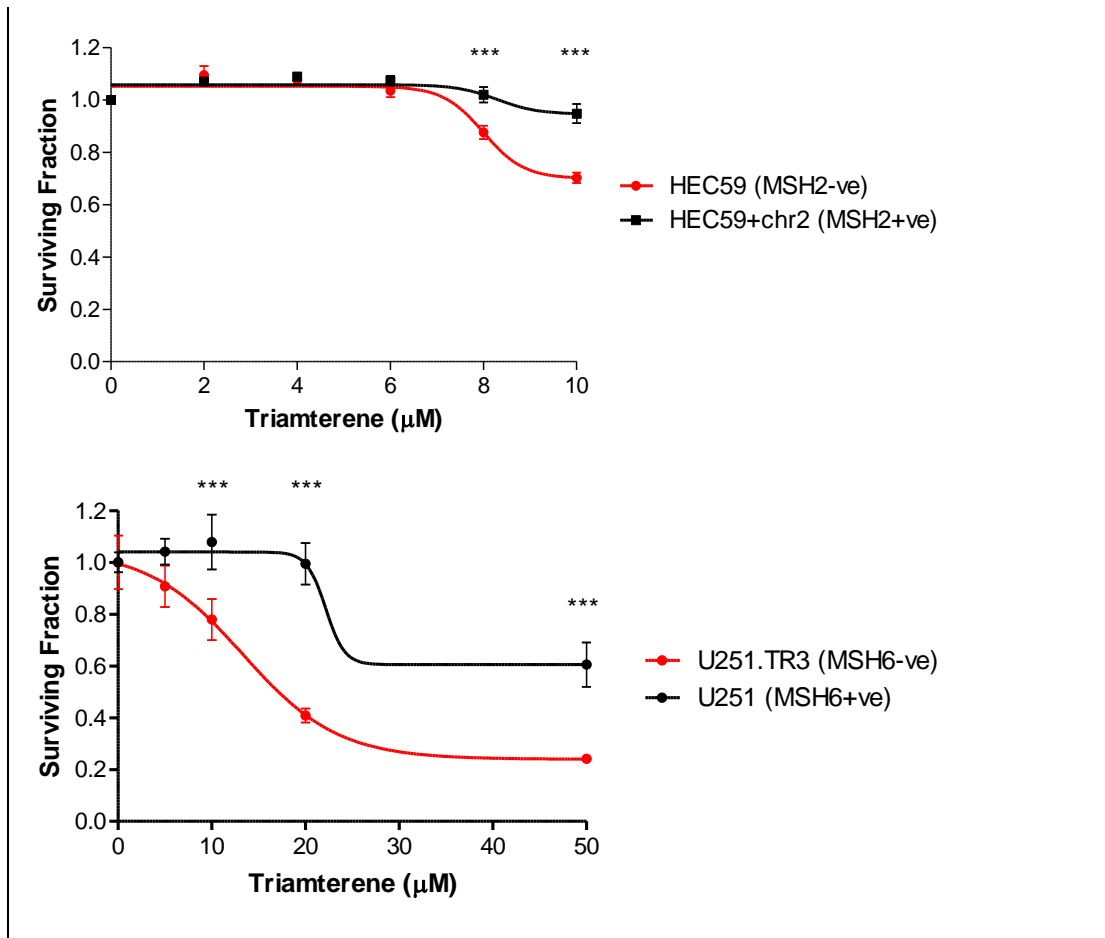 ***   ***
1.2
1.0
0.8
0.6
0.4
0.2
0.0
0 2 4 6 8 10
Surviving Fraction
Triamterene (μM)
HEC59 (MSH2-ve)
HEC59+chr2 (MSH2+ve)
*** ***
***
1.2
1.0
0.8
0.6
0.4
0.2
0.0
0 10 20 30 40 50
Surviving Fraction
Triamterene (μM)
U251.TR3 (MSH6-ve)
U251 (MSH6+ve)